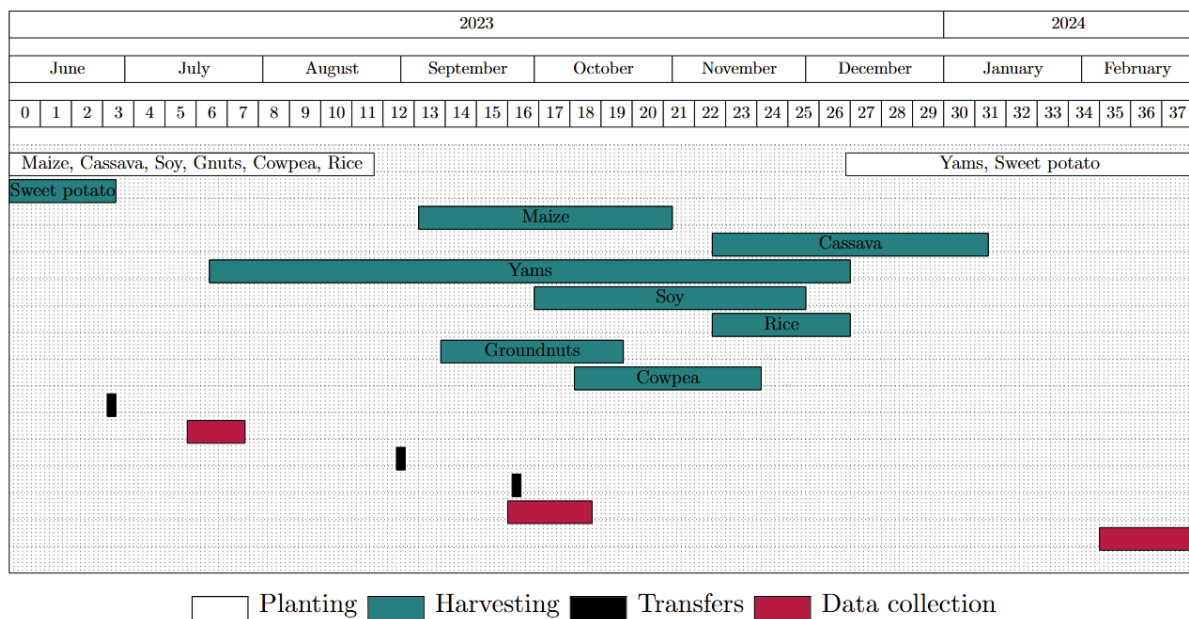 2023 2024
June July August September October November December January February
0 1 2 3 4 5 6 7 8 9 10 11 12 13 14 15 16 17 18 19 20 21 22 23 24 25 26 27 28 29 30 31 32 33 34 35 36 37
Maize, Cassava, Soy, Gnuts, Cowpea, Rice Yams, Sweet potato
Sweet potato
Maize
Cassava
Yams
Soy
Rice
Groundnuts
Cowpea
Planting Harvesting Transfers Data collection